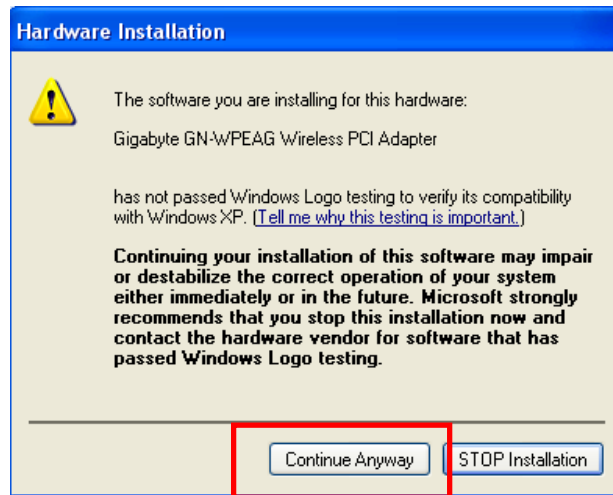 Hardware Installation
The software you are installing for this hardware:
Gigabyte GN-WPEAG Wireless PCI Adapter
has not passed Windows Logo testing to verify its compatibility
with Windows XP. (Tell me why this testing is important.)
Continuing your installation of this software may impair
or destabilize the correct operation of your system
either immediately or in the future. Microsoft strongly
recommends that you stop this installation now and
contact the hardware vendor for software that has
passed Windows Logo testing.
Continue Anyway STOP Installation